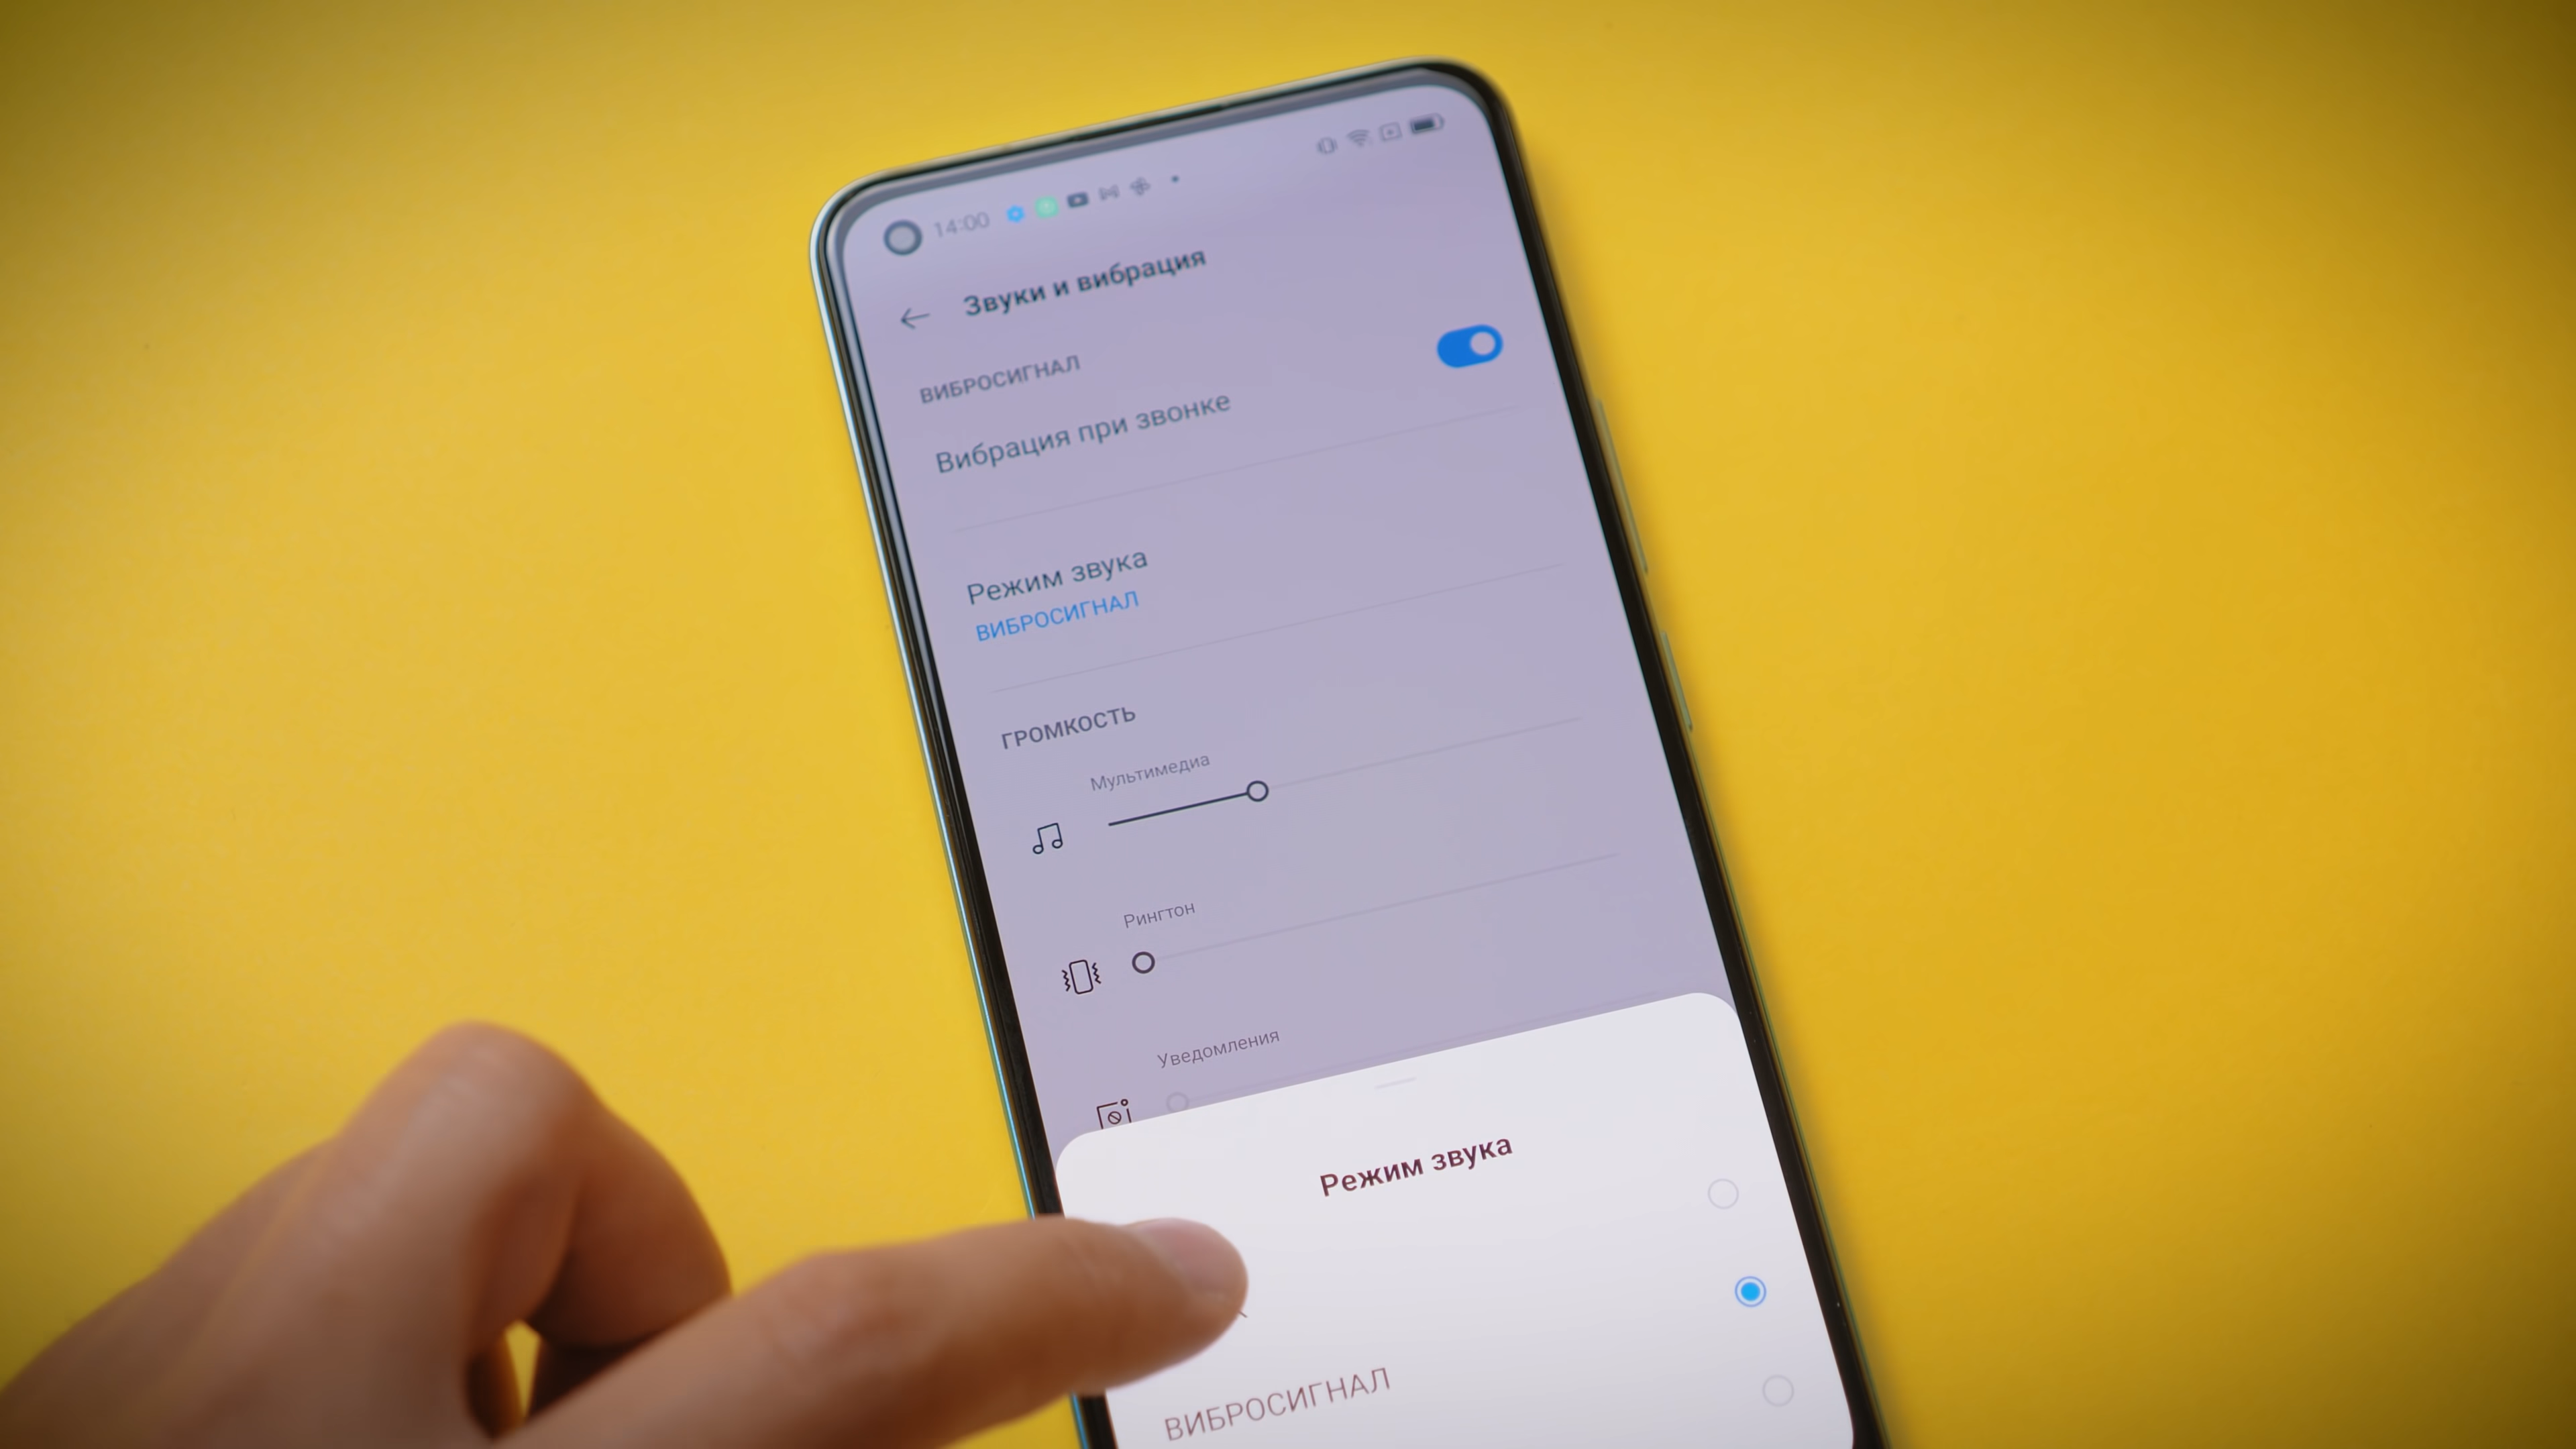 14:00
Звуки и вибрация
ВИБРОСИГНАЛ
Вибрация при звонке
Режим звука
ВИБРОСИГНАЛ
ГРОМКОСТЬ
Мультимедиа
Рингтон
Уведомления
Режим звука
ВИБРОСИГНАЛ